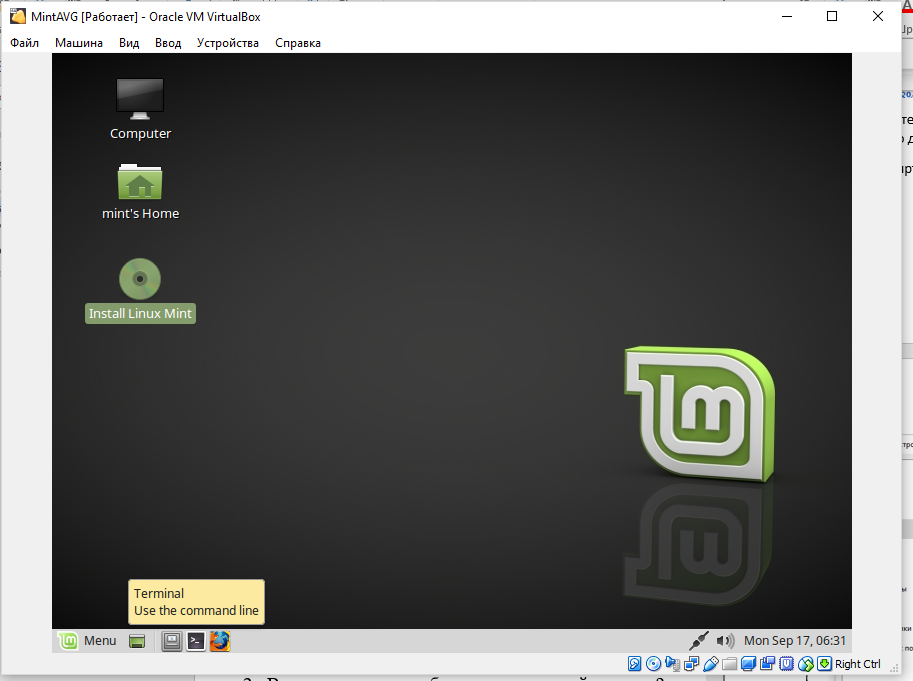 MintAVG [Работает] - Oracle VM VirtualBox
Файл Машина Вид Ввод Устройства Справка
Computer
mint's Home
Install Linux Mint
Terminal
Use the command line
Menu Mon Sep 17, 06:31
Right Ctrl